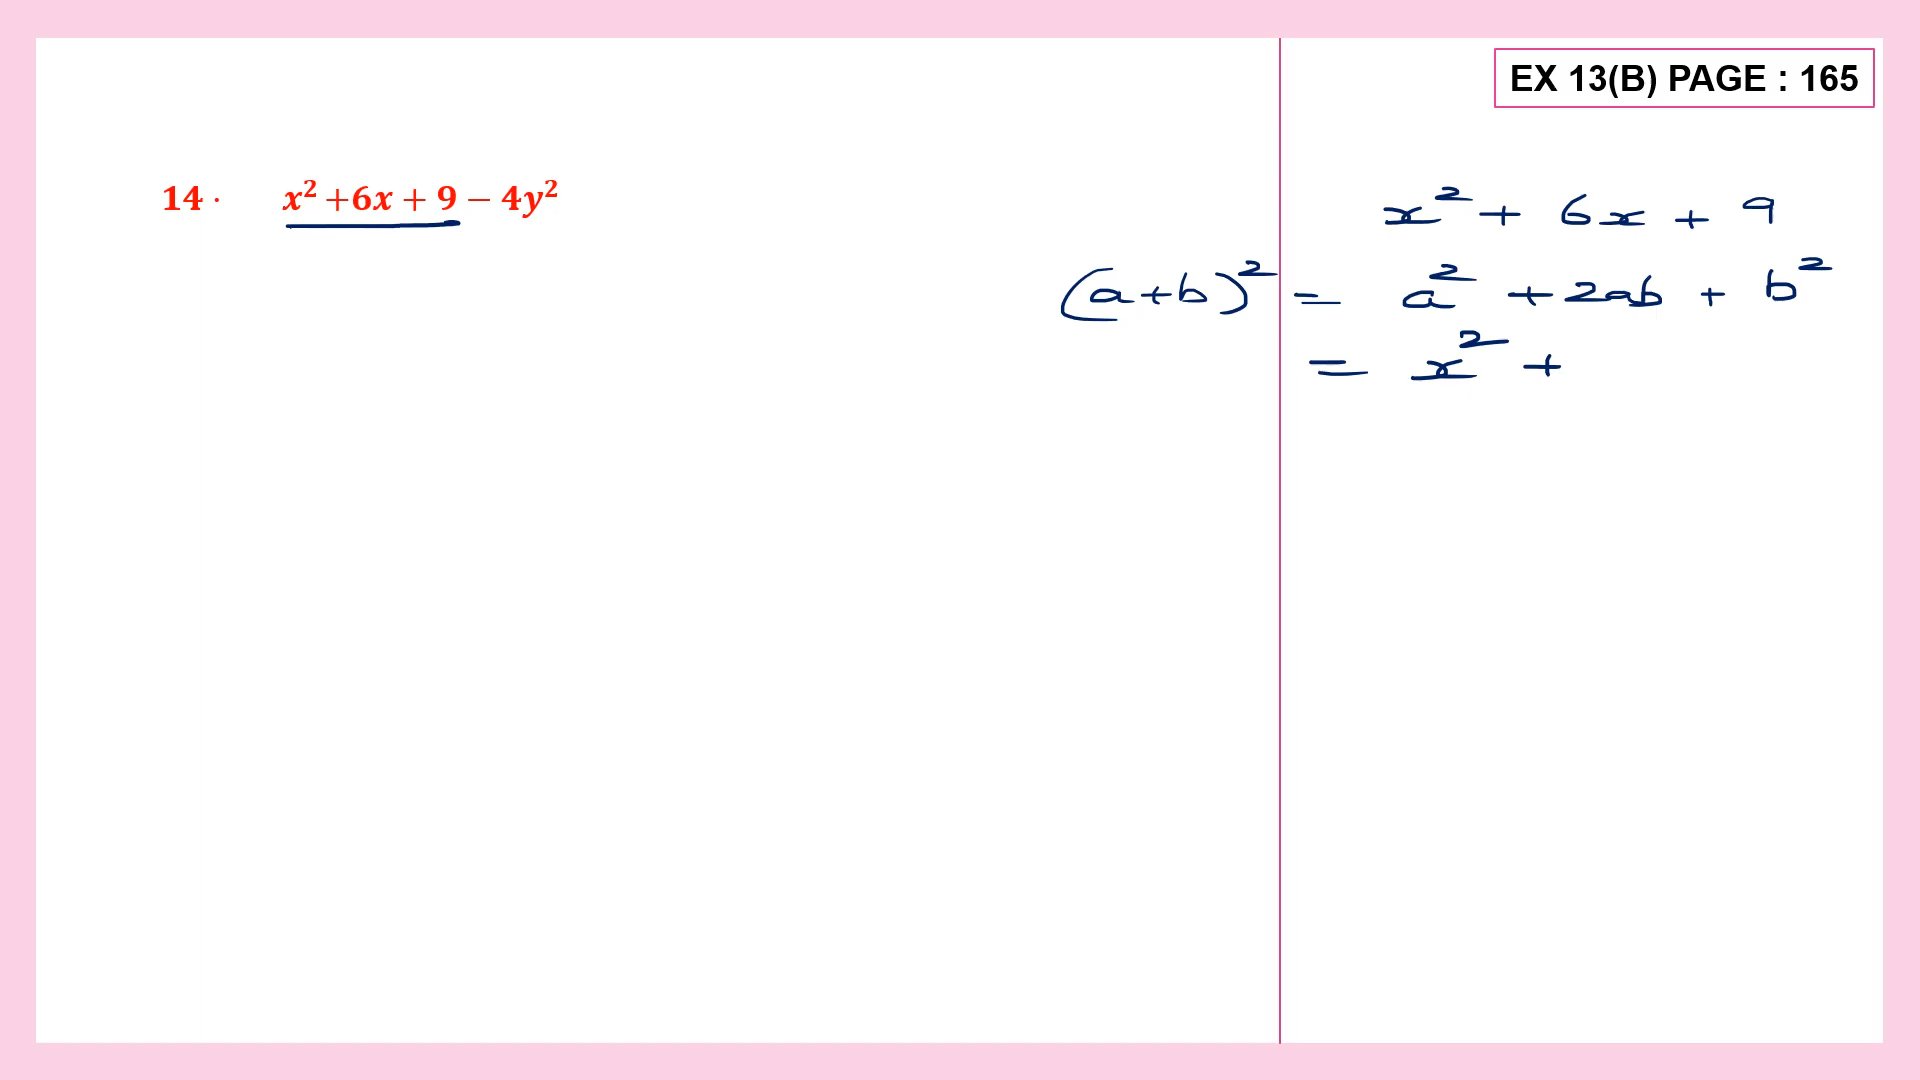 EX 13(B) PAGE : 165
14 · x² +6x + 9 − 4y²
x² + 6x + 9
(a+b)² = a² + 2ab + b²
= x² +